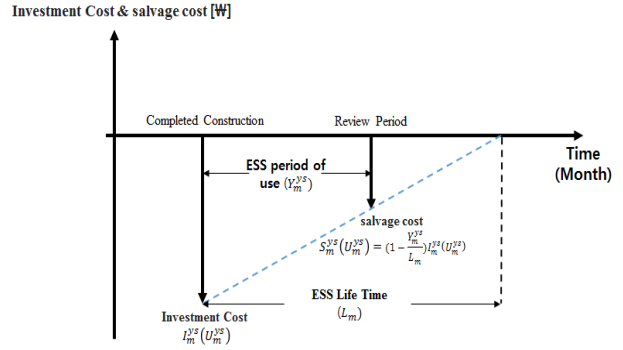 Investment Cost & salvage cost [₩]
Completed Construction
Review Period
Time
(Month)
ESS period of
use (Y_m^{ys})
salvage cost
S_m^{ys}(U_m^{ys}) = (1 - \frac{Y_m^{ys}}{L_m})I_m^{ys}(U_m^{ys})
ESS Life Time
(L_m)
Investment Cost
I_m^{ys}(U_m^{ys})